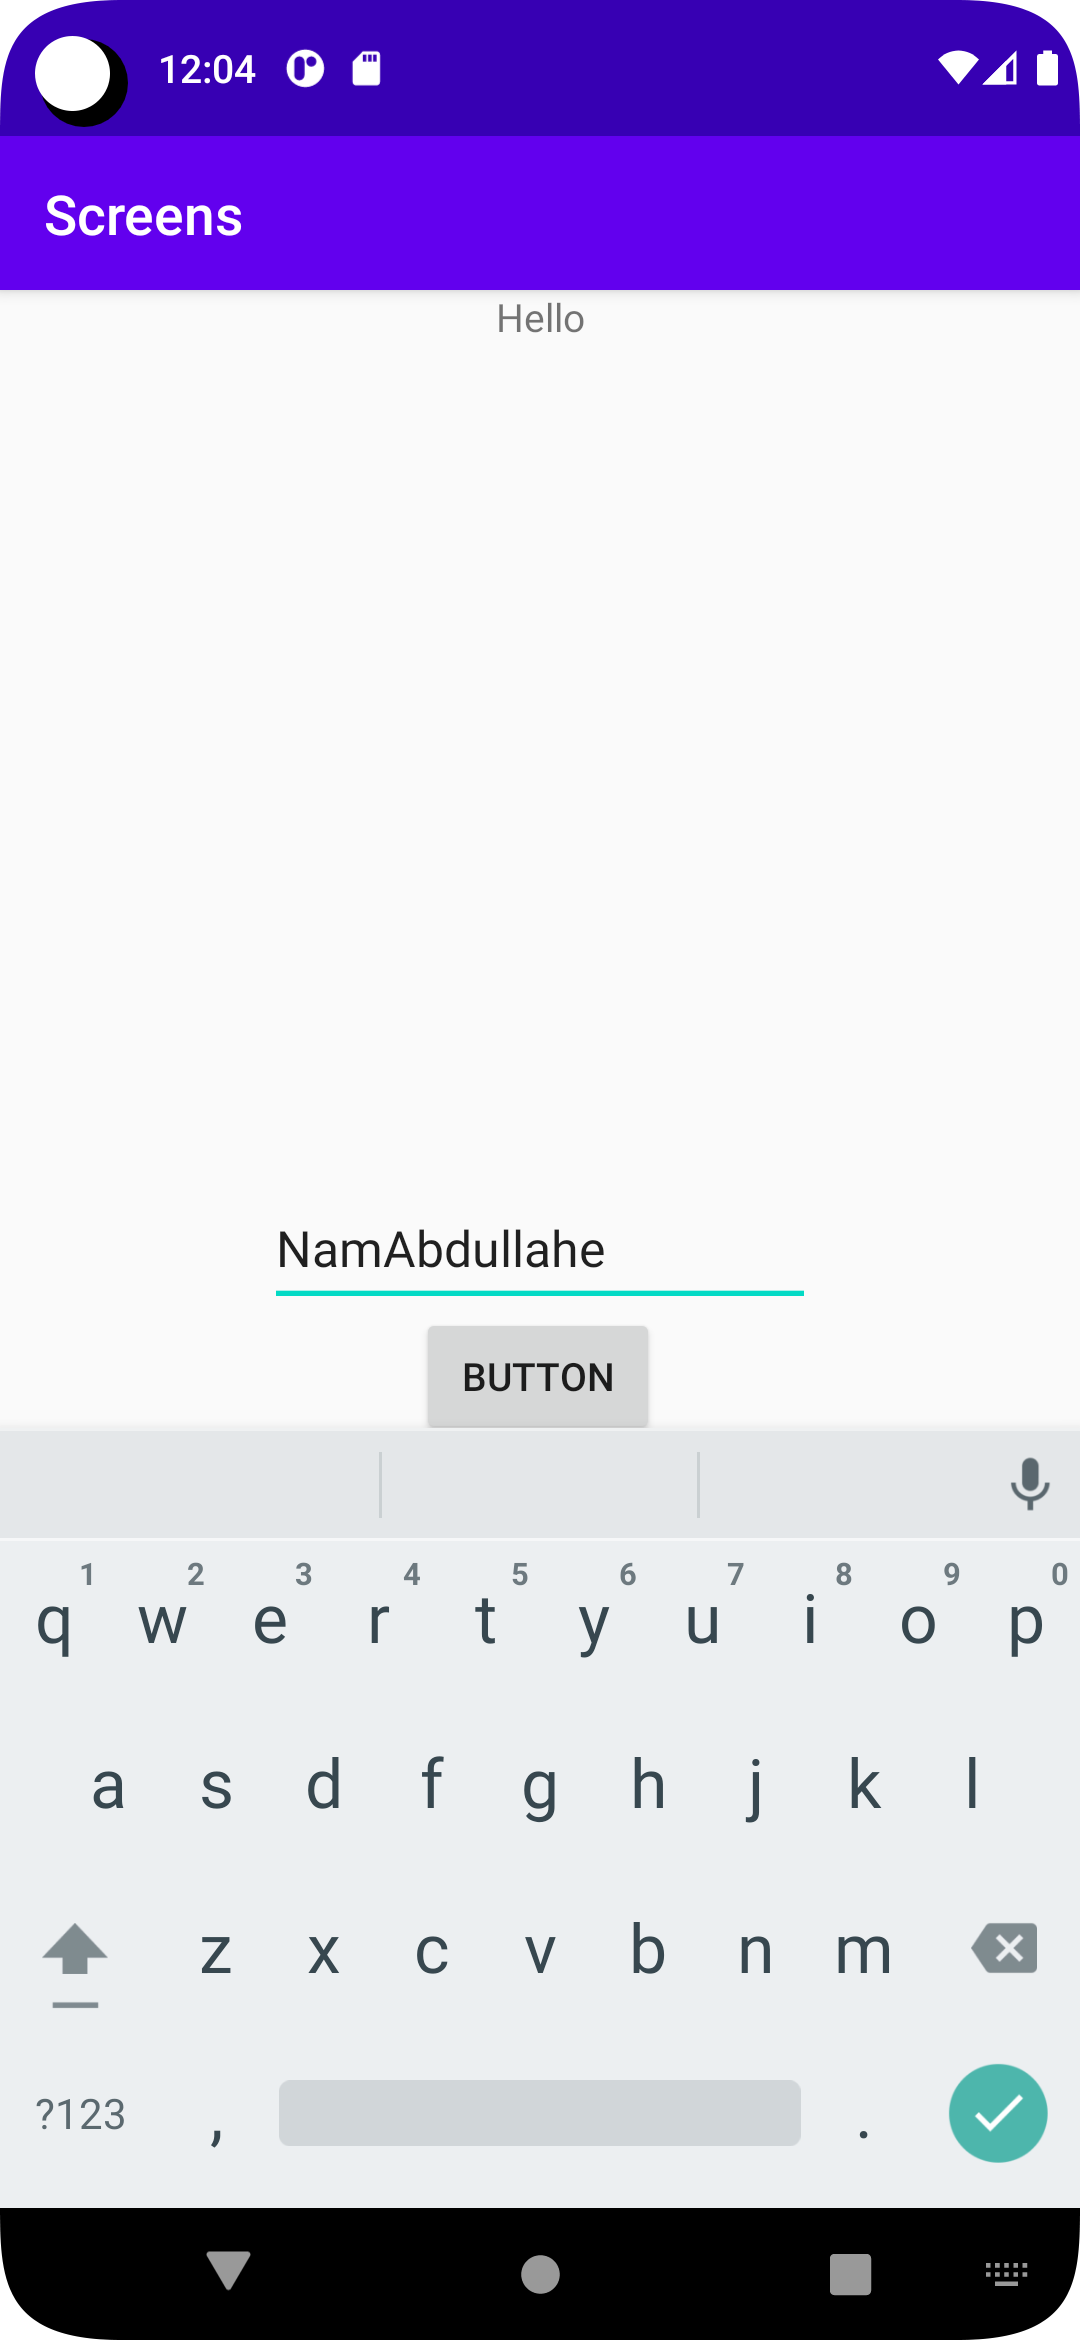 12:04
Screens
Hello
NamAbdullahe
BUTTON
1 2 3 4 5 6 7 8 9 0
q w e r t y u i o p
a s d f g h j k l
z x c v b n m
?123 , .